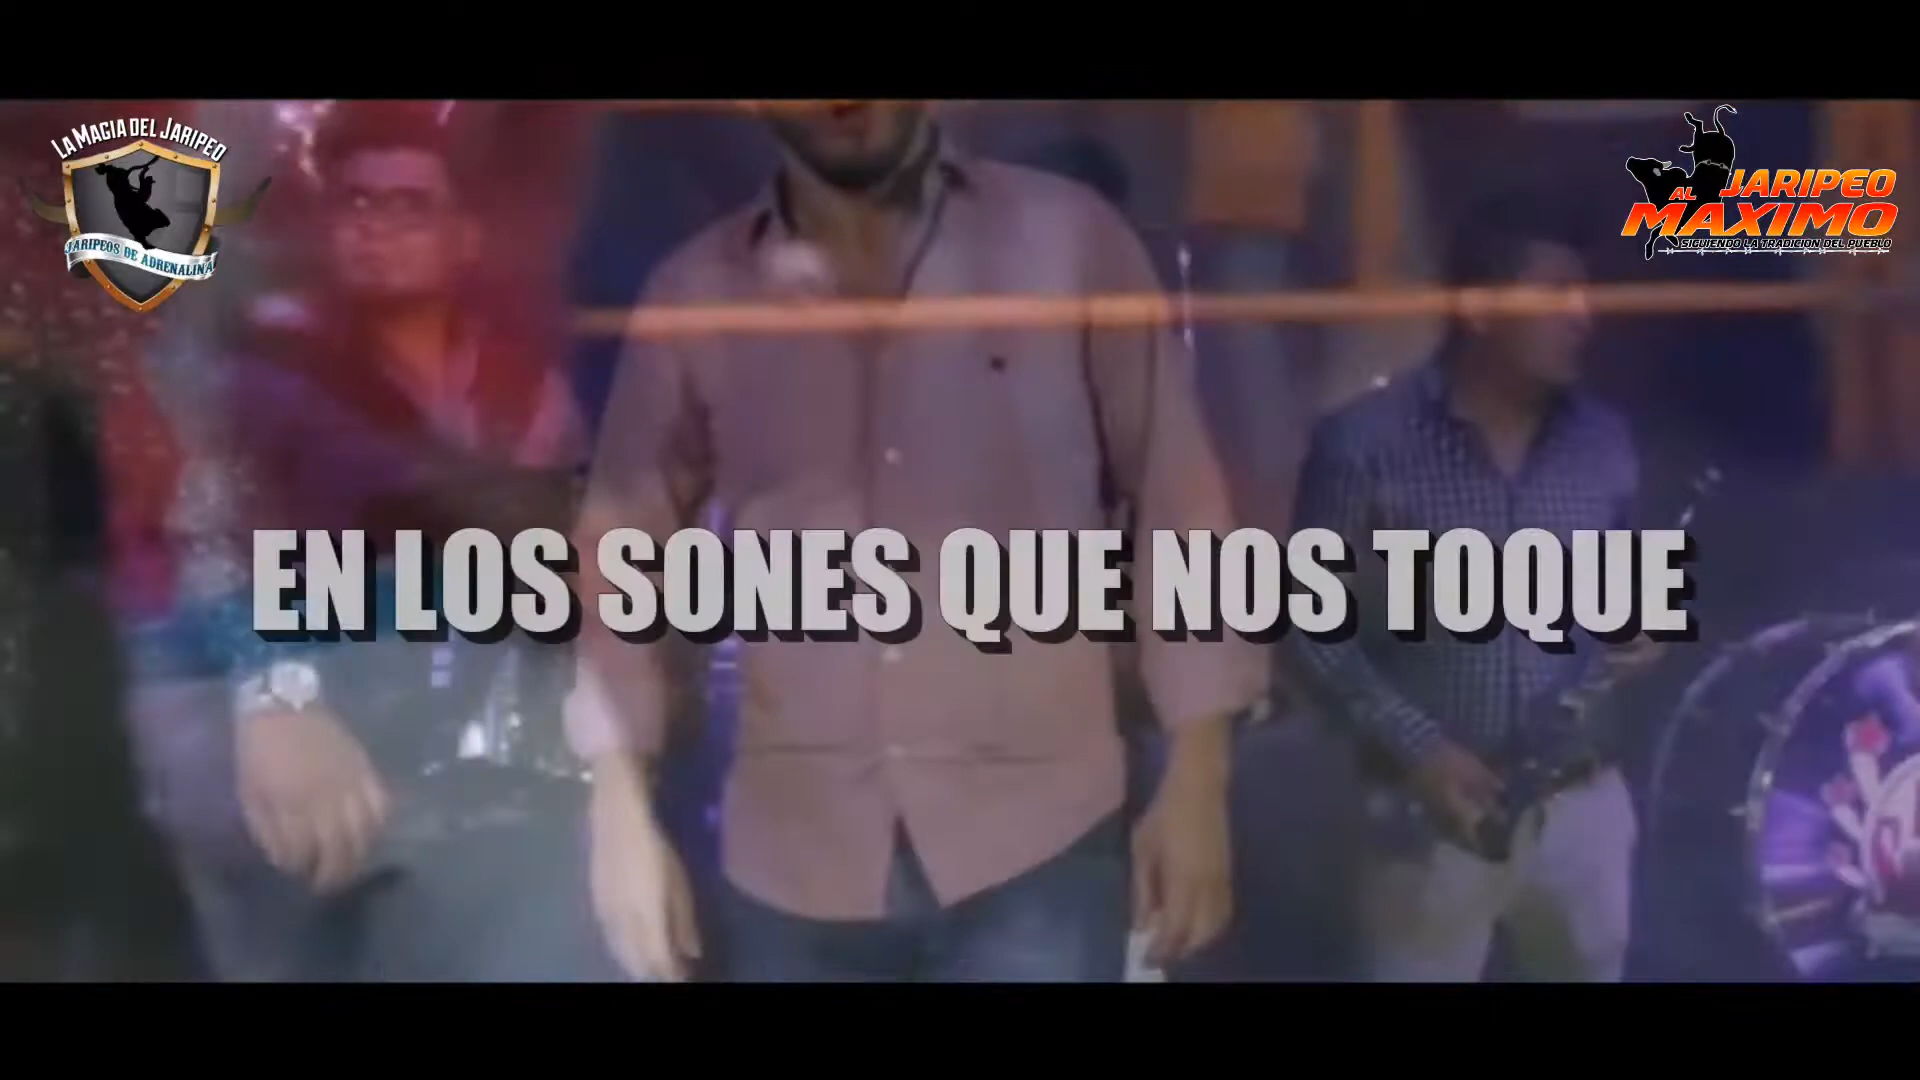 LA MAGIA DEL JARIPEO
JARIPEOS DE ADRENALINA
JARIPEO
AL
MAXIMO
SIGUIENDO LA TRADICION DEL PUEBLO
EN LOS SONES QUE NOS TOQUE